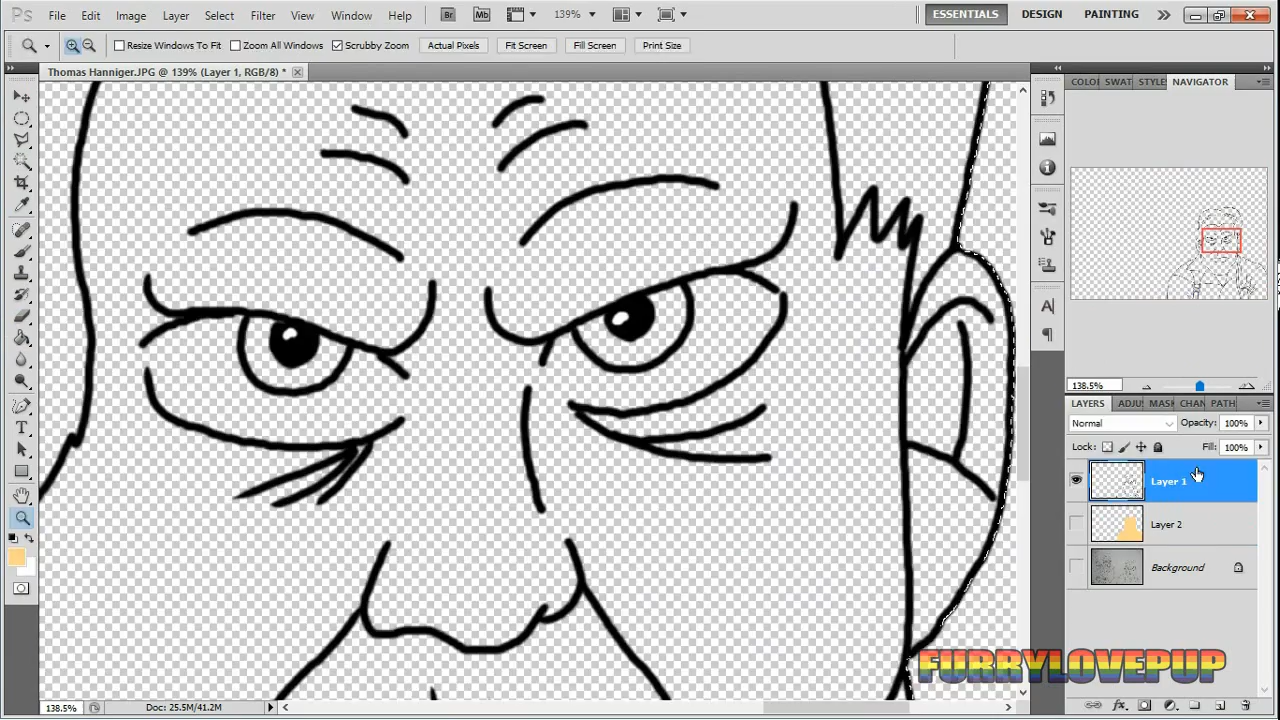 Ps File Edit Image Layer Select Filter View Window Help Br Mb 139% ESSENTIALS DESIGN PAINTING
Resize Windows To Fit Zoom All Windows Scrubby Zoom Actual Pixels Fit Screen Fill Screen Print Size
Thomas Hanniger.JPG @ 139% (Layer 1, RGB/8) *
COLO SWAT STYLE NAVIGATOR
138.5%
LAYERS ADJU MASK CHAN PATH
Normal Opacity: 100%
Lock: Fill: 100%
Layer 1
Layer 2
Background
FURRYLOVEPUP
138.5% Doc: 25.5M/41.2M